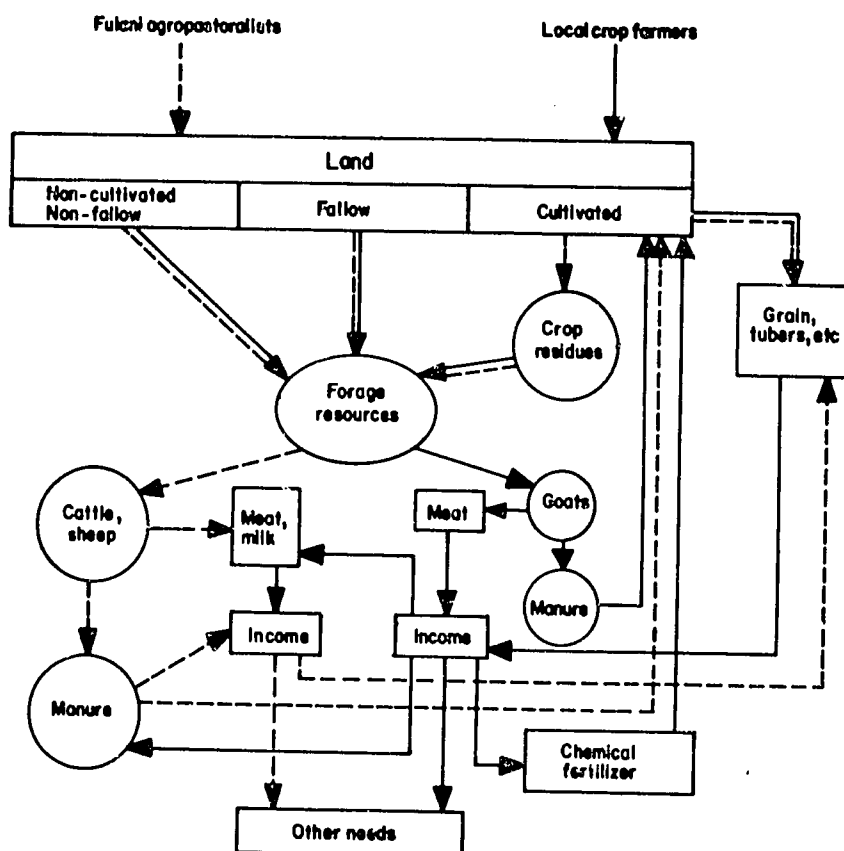 Fulani agropastoralists
Local crop farmers
Land
Non-cultivated
Non-fallow
Fallow
Cultivated
Grain,
tubers, etc
Crop
residues
Forage
resources
Cattle,
sheep
Meat,
milk
Meat
Goats
Manure
Income
Income
Manure
Chemical
fertilizer
Other needs